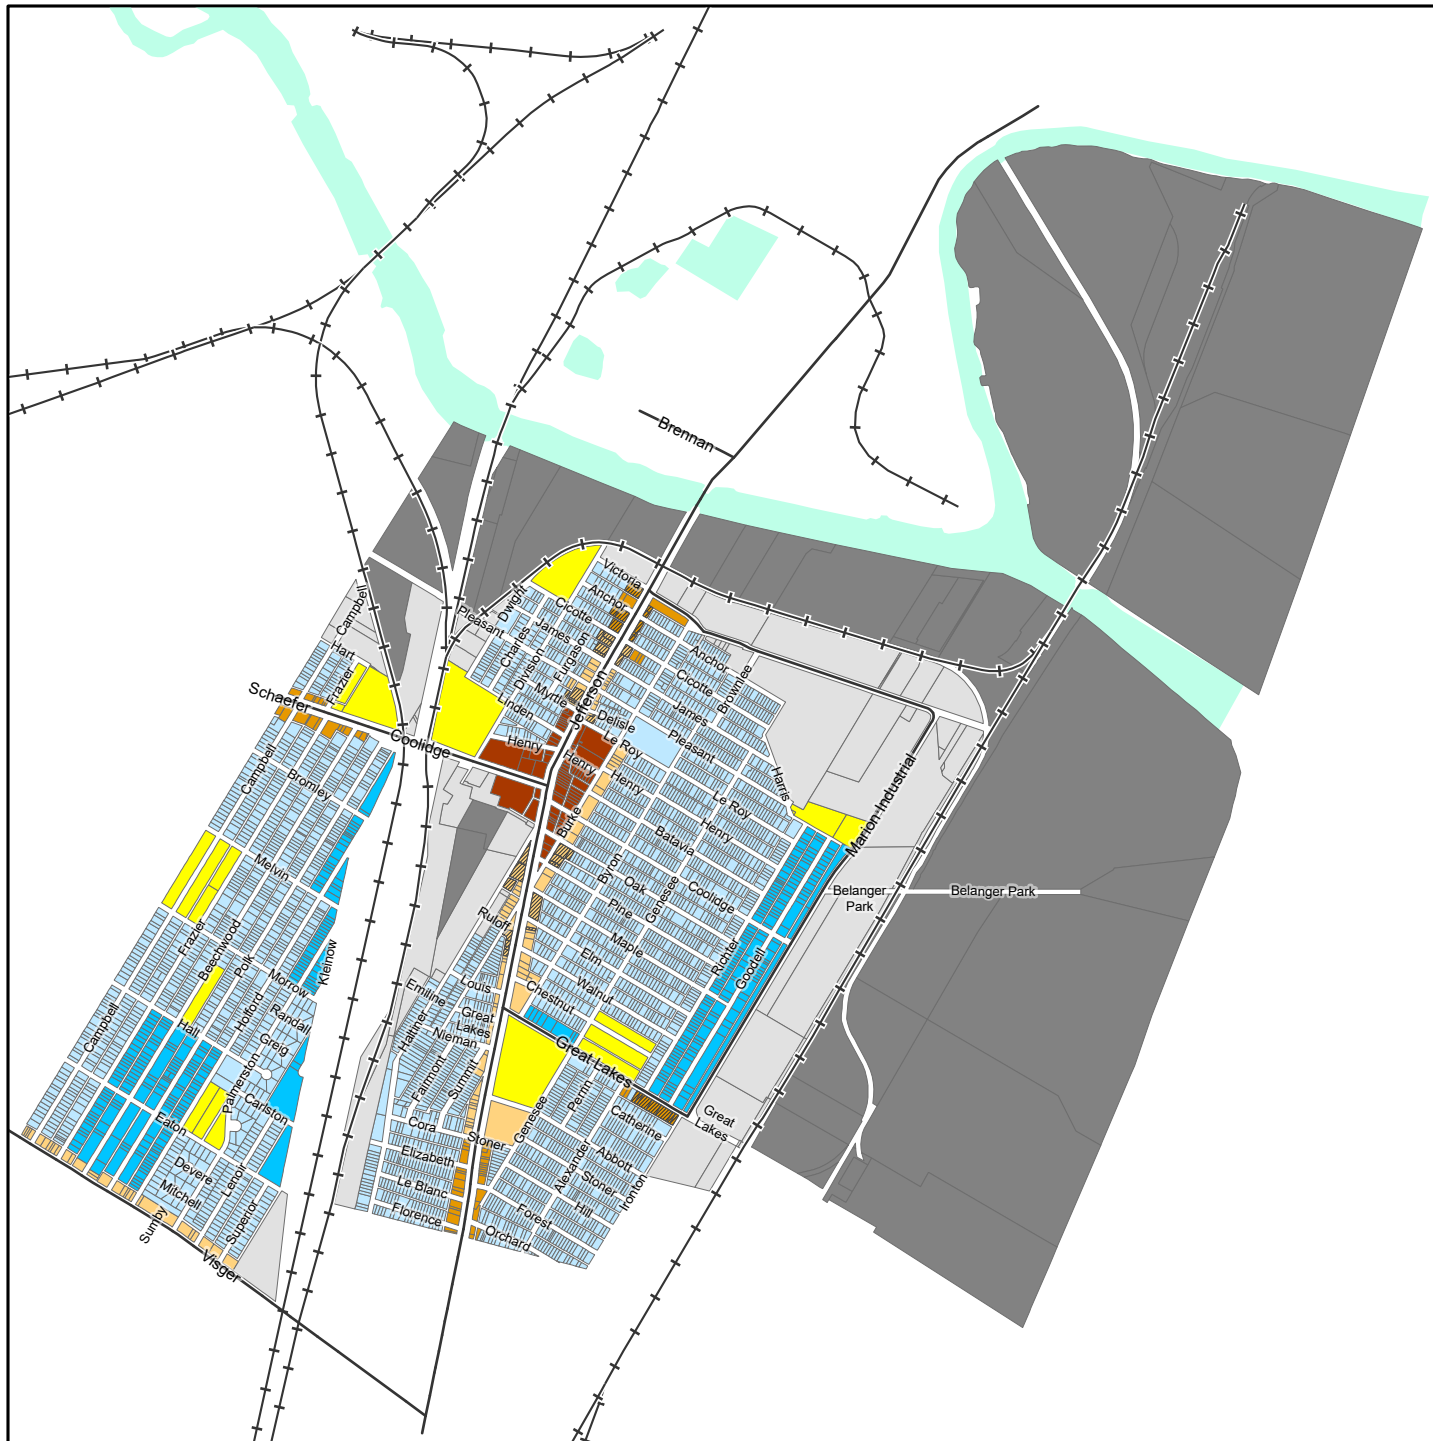 Brennan
Victoria
Anchor
Dwight
Cicotte
Pleasant
James
Charles
Furgason
Division
Campbell
Hart
Frazier
Schaefer
Coolidge
Myrtle
Linden
Jefferson
Delisle
Anchor
Cicotte
Brownlee
James
Pleasant
Le Roy
Henry
Henry
Henry
Harris
Le Roy
Henry
Marion Industrial
Campbell
Bromley
Burke
Batavia
Melvin
Byron
Oak
Genesee
Coolidge
Pine
Belanger
Park
Belanger Park
Ruloff
Maple
Frazier
Beechwood
Polk
Kleinow
Elm
Richter
Goodell
Morrow
Louis
Walnut
Chestnut
Emiline
Campbell
Hall
Holford
Randall
Greig
Haltiner
Great
Lakes
Nieman
Great Lakes
Fairmont
Summit
Perrin
Palmerston
Carlston
Eaton
Cora
Stoner
Genesee
Catherine
Great
Lakes
Elizabeth
Abbott
Alexander
Stoner
Devere
Lenoir
Mitchell
Le Blanc
Ironton
Hill
Florence
Forest
Sumby
Superior
Orchard
Visger